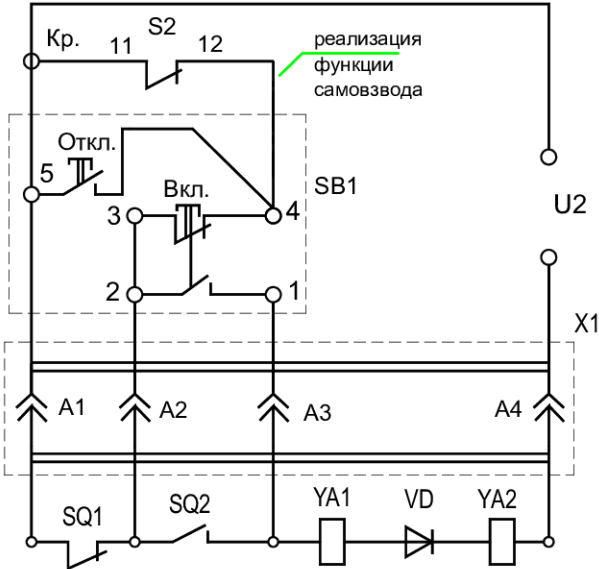 S2
Кр.
11
12
реализация
функции
самовзвода
Откл.
5
Вкл.
SB1
3
4
U2
2
1
X1
A1
A2
A3
A4
SQ1
SQ2
YA1
VD
YA2